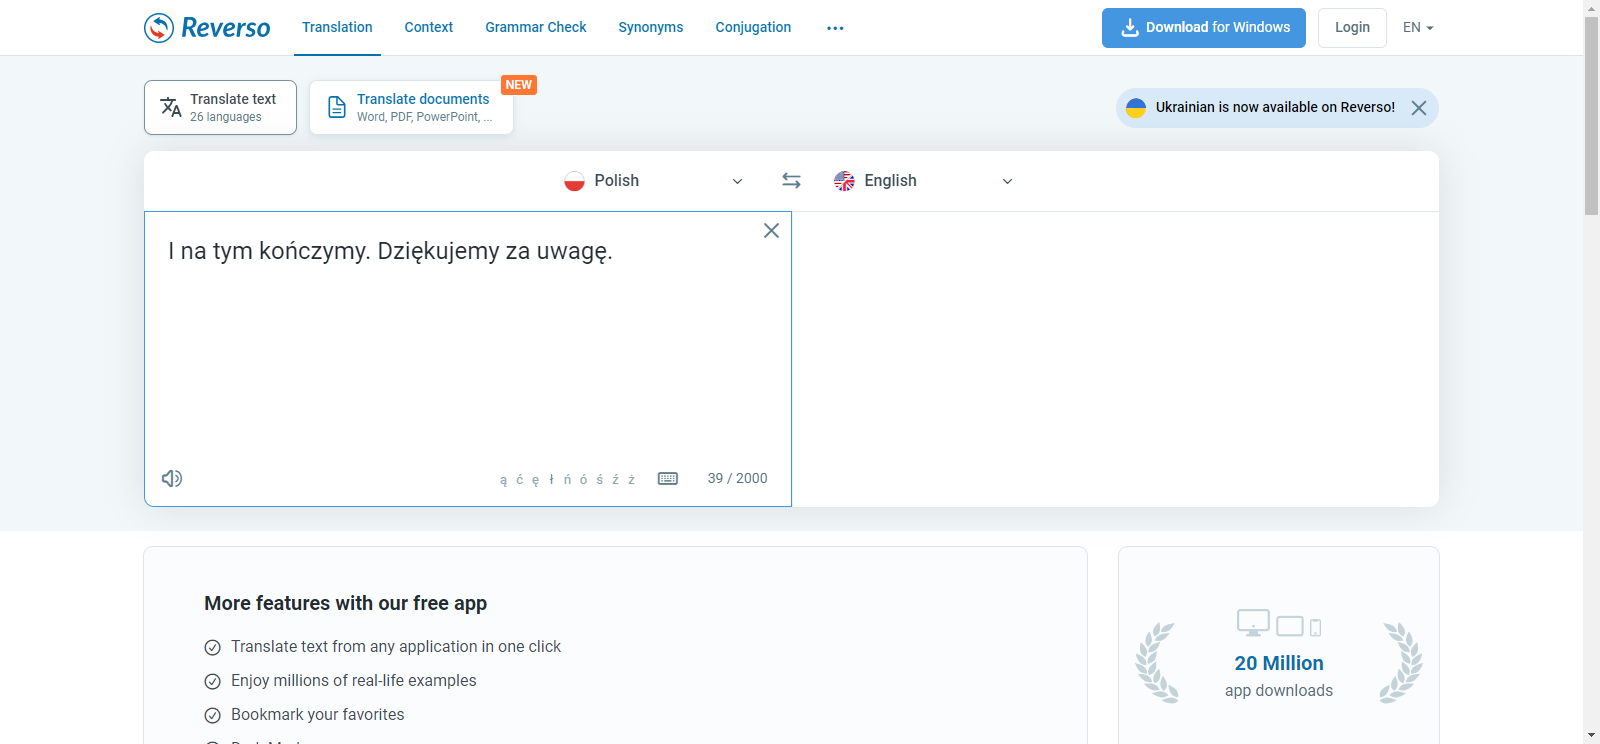 Reverso
Translation
Context
Grammar Check
Synonyms
Conjugation
Download for Windows
Login
EN
Translate text
26 languages
Translate documents
Word, PDF, PowerPoint, ...
NEW
Ukrainian is now available on Reverso!
Polish
English
I na tym kończymy. Dziękujemy za uwagę.
ą ć ę ł ń ó ś ź ż
39 / 2000
More features with our free app
Translate text from any application in one click
Enjoy millions of real-life examples
Bookmark your favorites
20 Million
app downloads